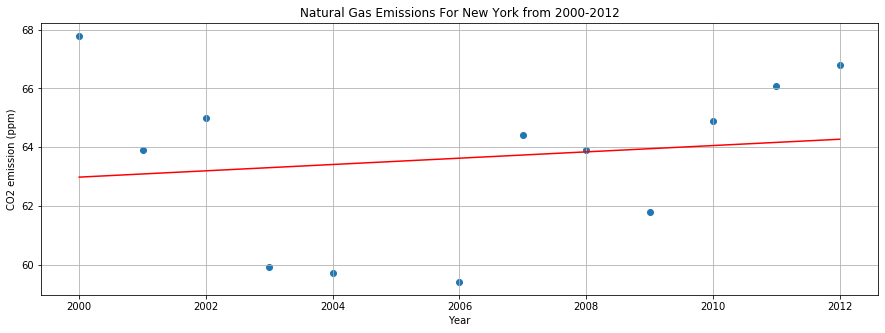 Natural Gas Emissions For New York from 2000-2012
68
66
64
62
60
CO2 emission (ppm)
2000 2002 2004 2006 2008 2010 2012
Year